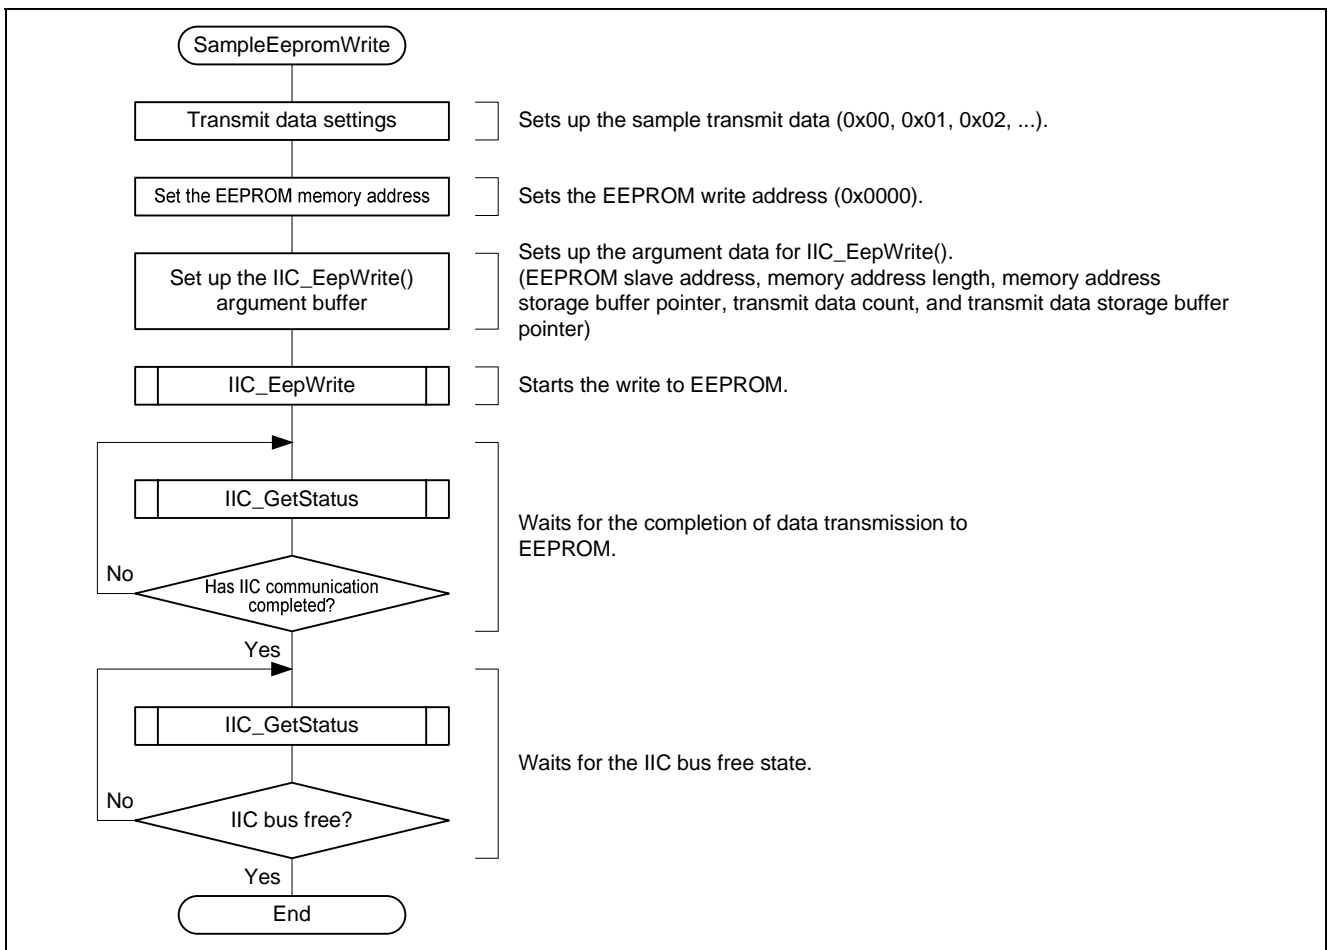 SampleEepromWrite
Transmit data settings
Sets up the sample transmit data (0x00, 0x01, 0x02, ...).
Set the EEPROM memory address
Sets the EEPROM write address (0x0000).
Set up the IIC_EepWrite()
argument buffer
Sets up the argument data for IIC_EepWrite().
(EEPROM slave address, memory address length, memory address
storage buffer pointer, transmit data count, and transmit data storage buffer
pointer)
IIC_EepWrite
Starts the write to EEPROM.
IIC_GetStatus
Waits for the completion of data transmission to
EEPROM.
No
Has IIC communication
completed?
Yes
IIC_GetStatus
Waits for the IIC bus free state.
No
IIC bus free?
Yes
End